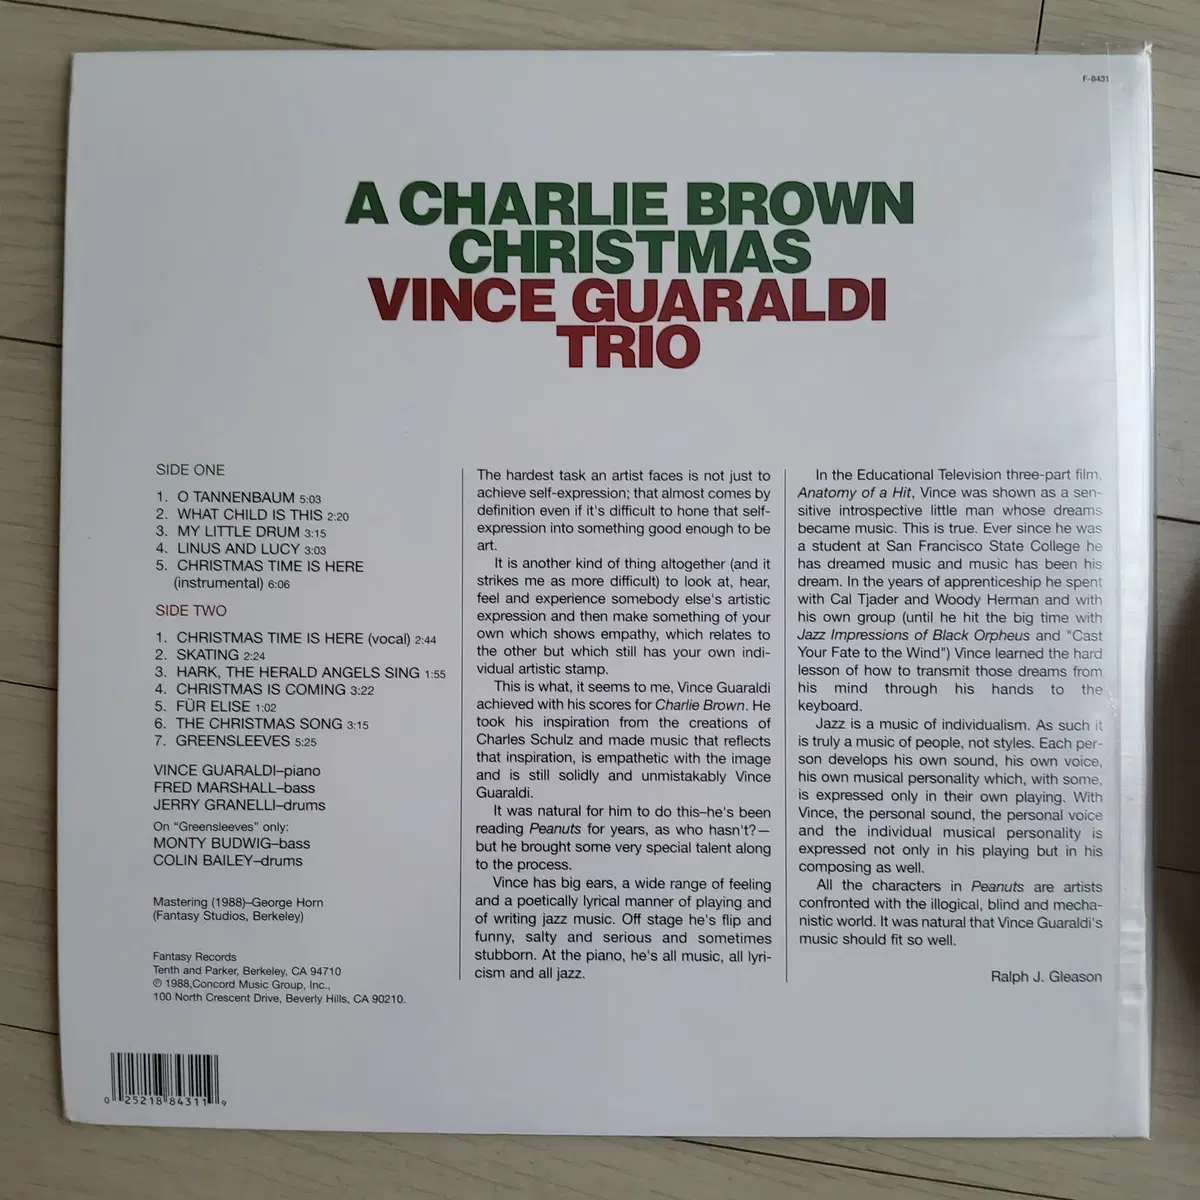 F-8431
A CHARLIE BROWN
CHRISTMAS
VINCE GUARALDI
TRIO
SIDE ONE
1. O TANNENBAUM 5:03
2. WHAT CHILD IS THIS 2:20
3. MY LITTLE DRUM 3:15
4. LINUS AND LUCY 3:03
5. CHRISTMAS TIME IS HERE
(instrumental) 6:06
SIDE TWO
1. CHRISTMAS TIME IS HERE (vocal) 2:44
2. SKATING 2:24
3. HARK, THE HERALD ANGELS SING 1:55
4. CHRISTMAS IS COMING 3:22
5. FÜR ELISE 1:02
6. THE CHRISTMAS SONG 3:15
7. GREENSLEEVES 5:25
VINCE GUARALDI–piano
FRED MARSHALL–bass
JERRY GRANELLI–drums
On “Greensleeves” only:
MONTY BUDWIG–bass
COLIN BAILEY–drums
Mastering (1988)–George Horn
(Fantasy Studios, Berkeley)
Fantasy Records
Tenth and Parker, Berkeley, CA 94710
℗ 1988,Concord Music Group, Inc.,
100 North Crescent Drive, Beverly Hills, CA 90210.
0 25218 84311 9
The hardest task an artist faces is not just to
achieve self-expression; that almost comes by
definition even if it's difficult to hone that self-
expression into something good enough to be
art.
It is another kind of thing altogether (and it
strikes me as more difficult) to look at, hear,
feel and experience somebody else's artistic
expression and then make something of your
own which shows empathy, which relates to
the other but which still has your own indi-
vidual artistic stamp.
This is what, it seems to me, Vince Guaraldi
achieved with his scores for Charlie Brown. He
took his inspiration from the creations of
Charles Schulz and made music that reflects
that inspiration, is empathetic with the image
and is still solidly and unmistakably Vince
Guaraldi.
It was natural for him to do this–he's been
reading Peanuts for years, as who hasn't?—
but he brought some very special talent along
to the process.
Vince has big ears, a wide range of feeling
and a poetically lyrical manner of playing and
of writing jazz music. Off stage he's flip and
funny, salty and serious and sometimes
stubborn. At the piano, he's all music, all lyri-
cism and all jazz.
In the Educational Television three-part film,
Anatomy of a Hit, Vince was shown as a sen-
sitive introspective little man whose dreams
became music. This is true. Ever since he was
a student at San Francisco State College he
has dreamed music and music has been his
dream. In the years of apprenticeship he spent
with Cal Tjader and Woody Herman and with
his own group (until he hit the big time with
Jazz Impressions of Black Orpheus and "Cast
Your Fate to the Wind") Vince learned the hard
lesson of how to transmit those dreams from
his mind through his hands to the
keyboard.
Jazz is a music of individualism. As such it
is truly a music of people, not styles. Each per-
son develops his own sound, his own voice,
his own musical personality which, with some,
is expressed only in their own playing. With
Vince, the personal sound, the personal voice
and the individual musical personality is
expressed not only in his playing but in his
composing as well.
All the characters in Peanuts are artists
confronted with the illogical, blind and mecha-
nistic world. It was natural that Vince Guaraldi's
music should fit so well.
Ralph J. Gleason